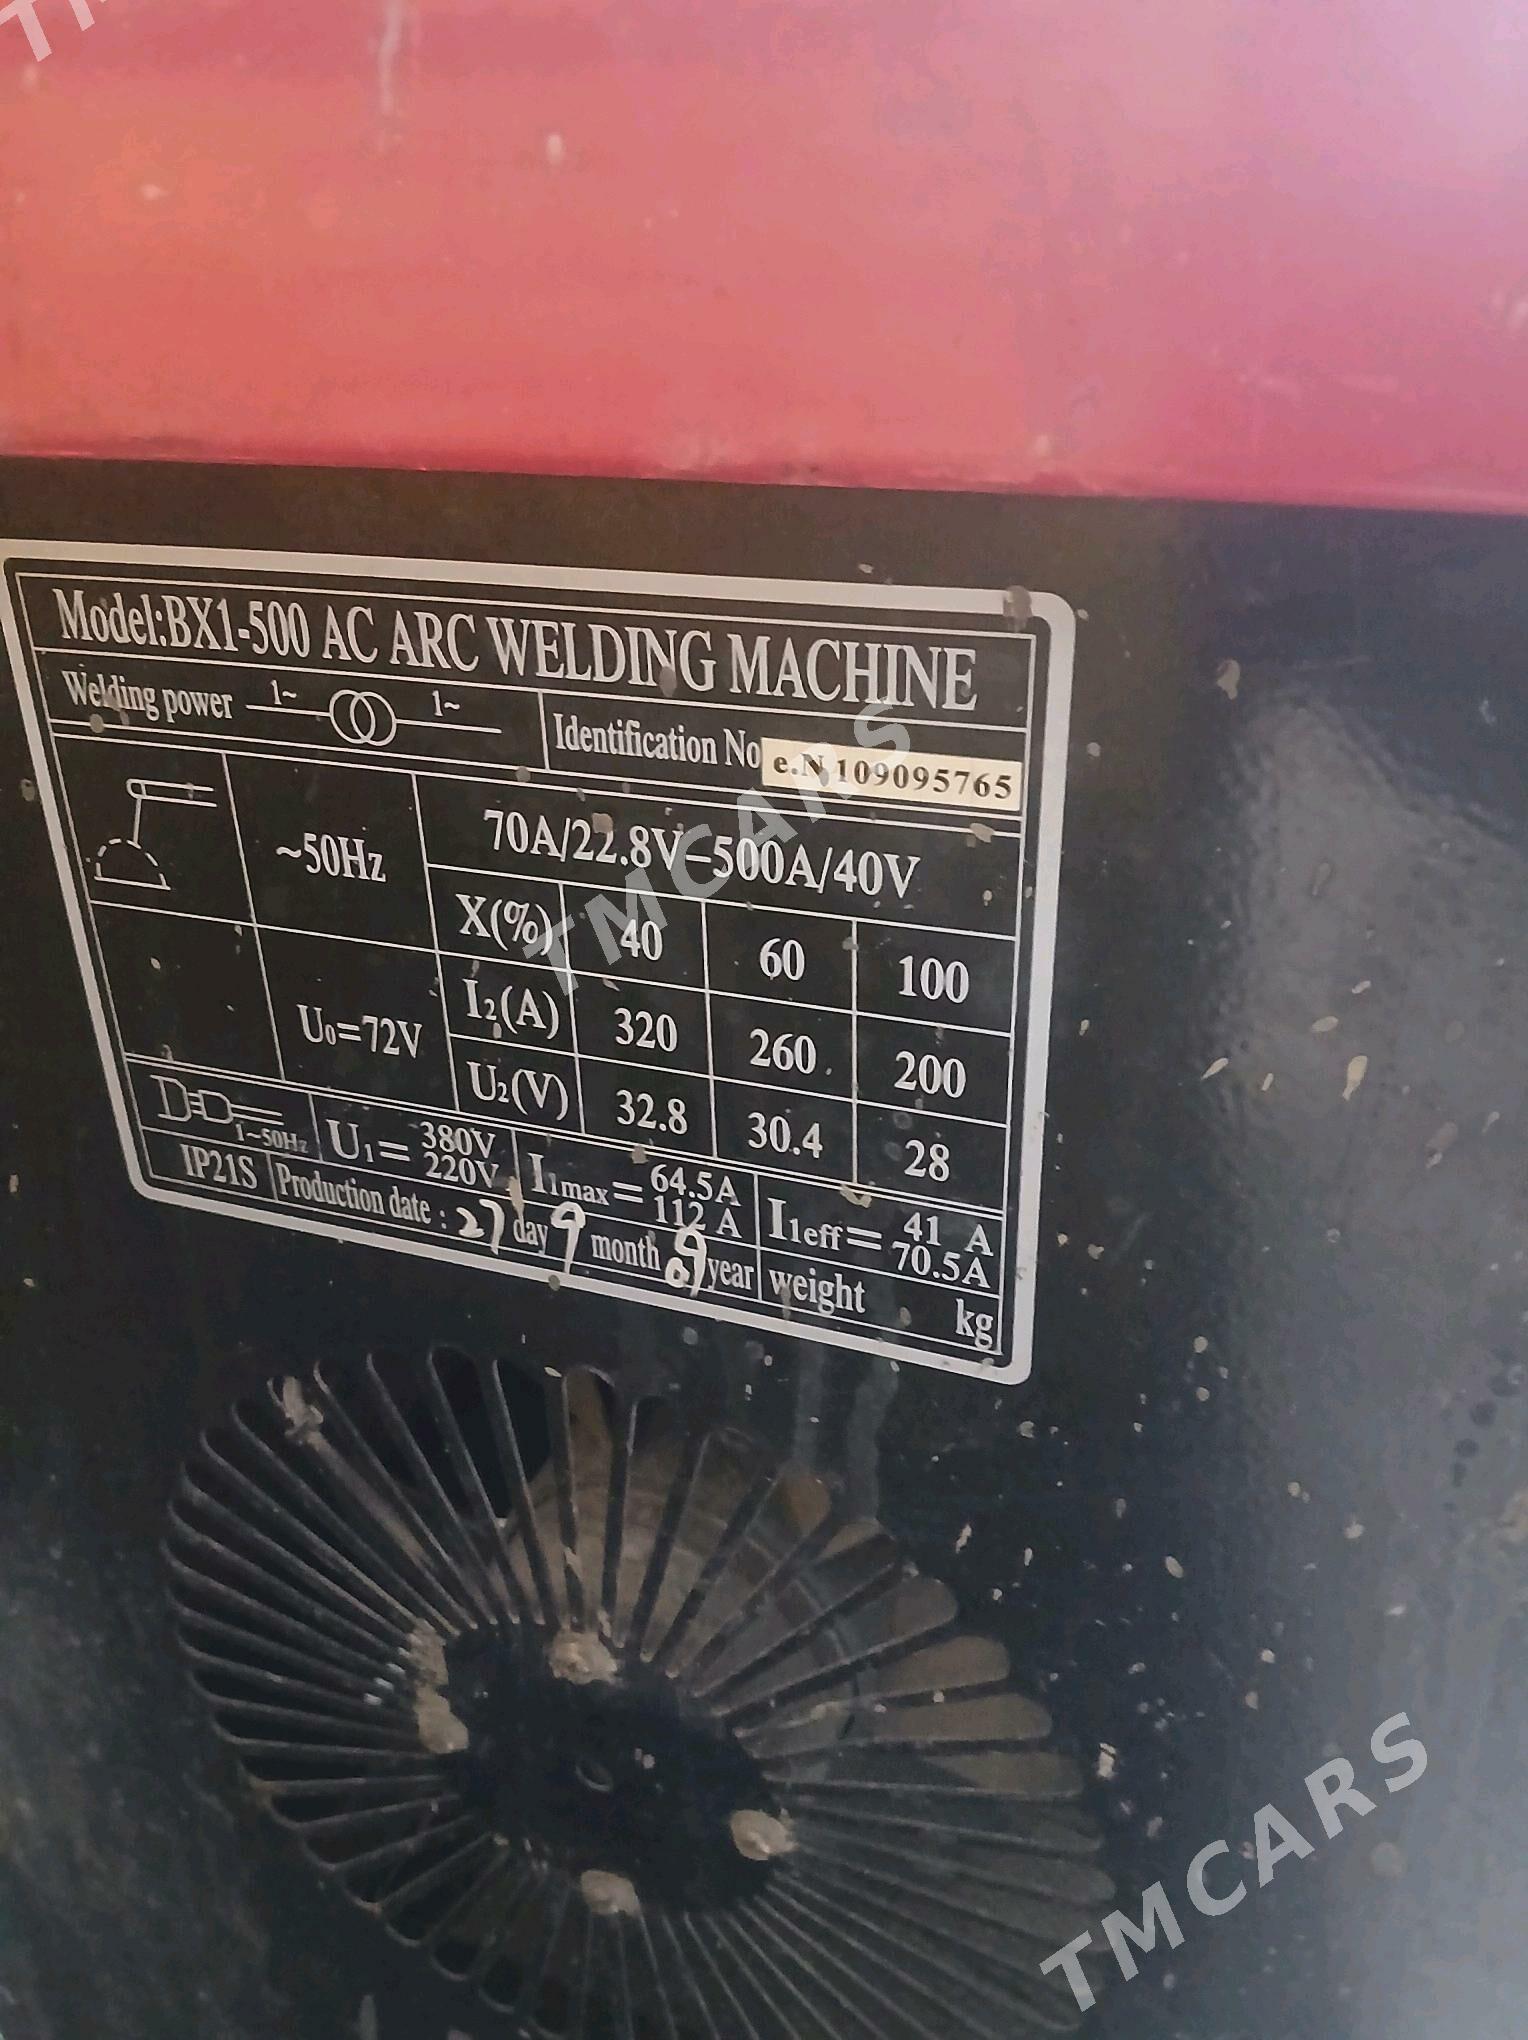 Model:BX1-500 AC ARC WELDING MACHINE
Welding power 1~ 1~ Identification No e.N 109095765
~50Hz 70A/22.8V-500A/40V
X(%) 40 60 100
U₀=72V I₂(A) 320 260 200
U₂(V) 32.8 30.4 28
1~50Hz U₁= 380V 220V I₁max= 64.5A 112 A I₁eff= 41 A 70.5A
IP21S Production date: 27 day 9 month 09 year weight kg
TMCARS
TMCARS